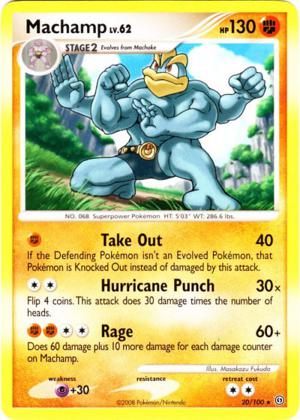 Machamp LV.62
HP 130
STAGE 2 Evolves from Machoke
NO. 068 Superpower Pokémon HT: 5'03" WT: 286.6 lbs.
Take Out 40
If the Defending Pokémon isn't an Evolved Pokémon, that
Pokémon is Knocked Out instead of damaged by this attack.
Hurricane Punch 30×
Flip 4 coins. This attack does 30 damage times the number of
heads.
Rage 60+
Does 60 damage plus 10 more damage for each damage counter
on Machamp.
Illus. Masakazu Fukuda
weakness resistance retreat cost
+30
©2008 Pokémon/Nintendo 20/100 ★